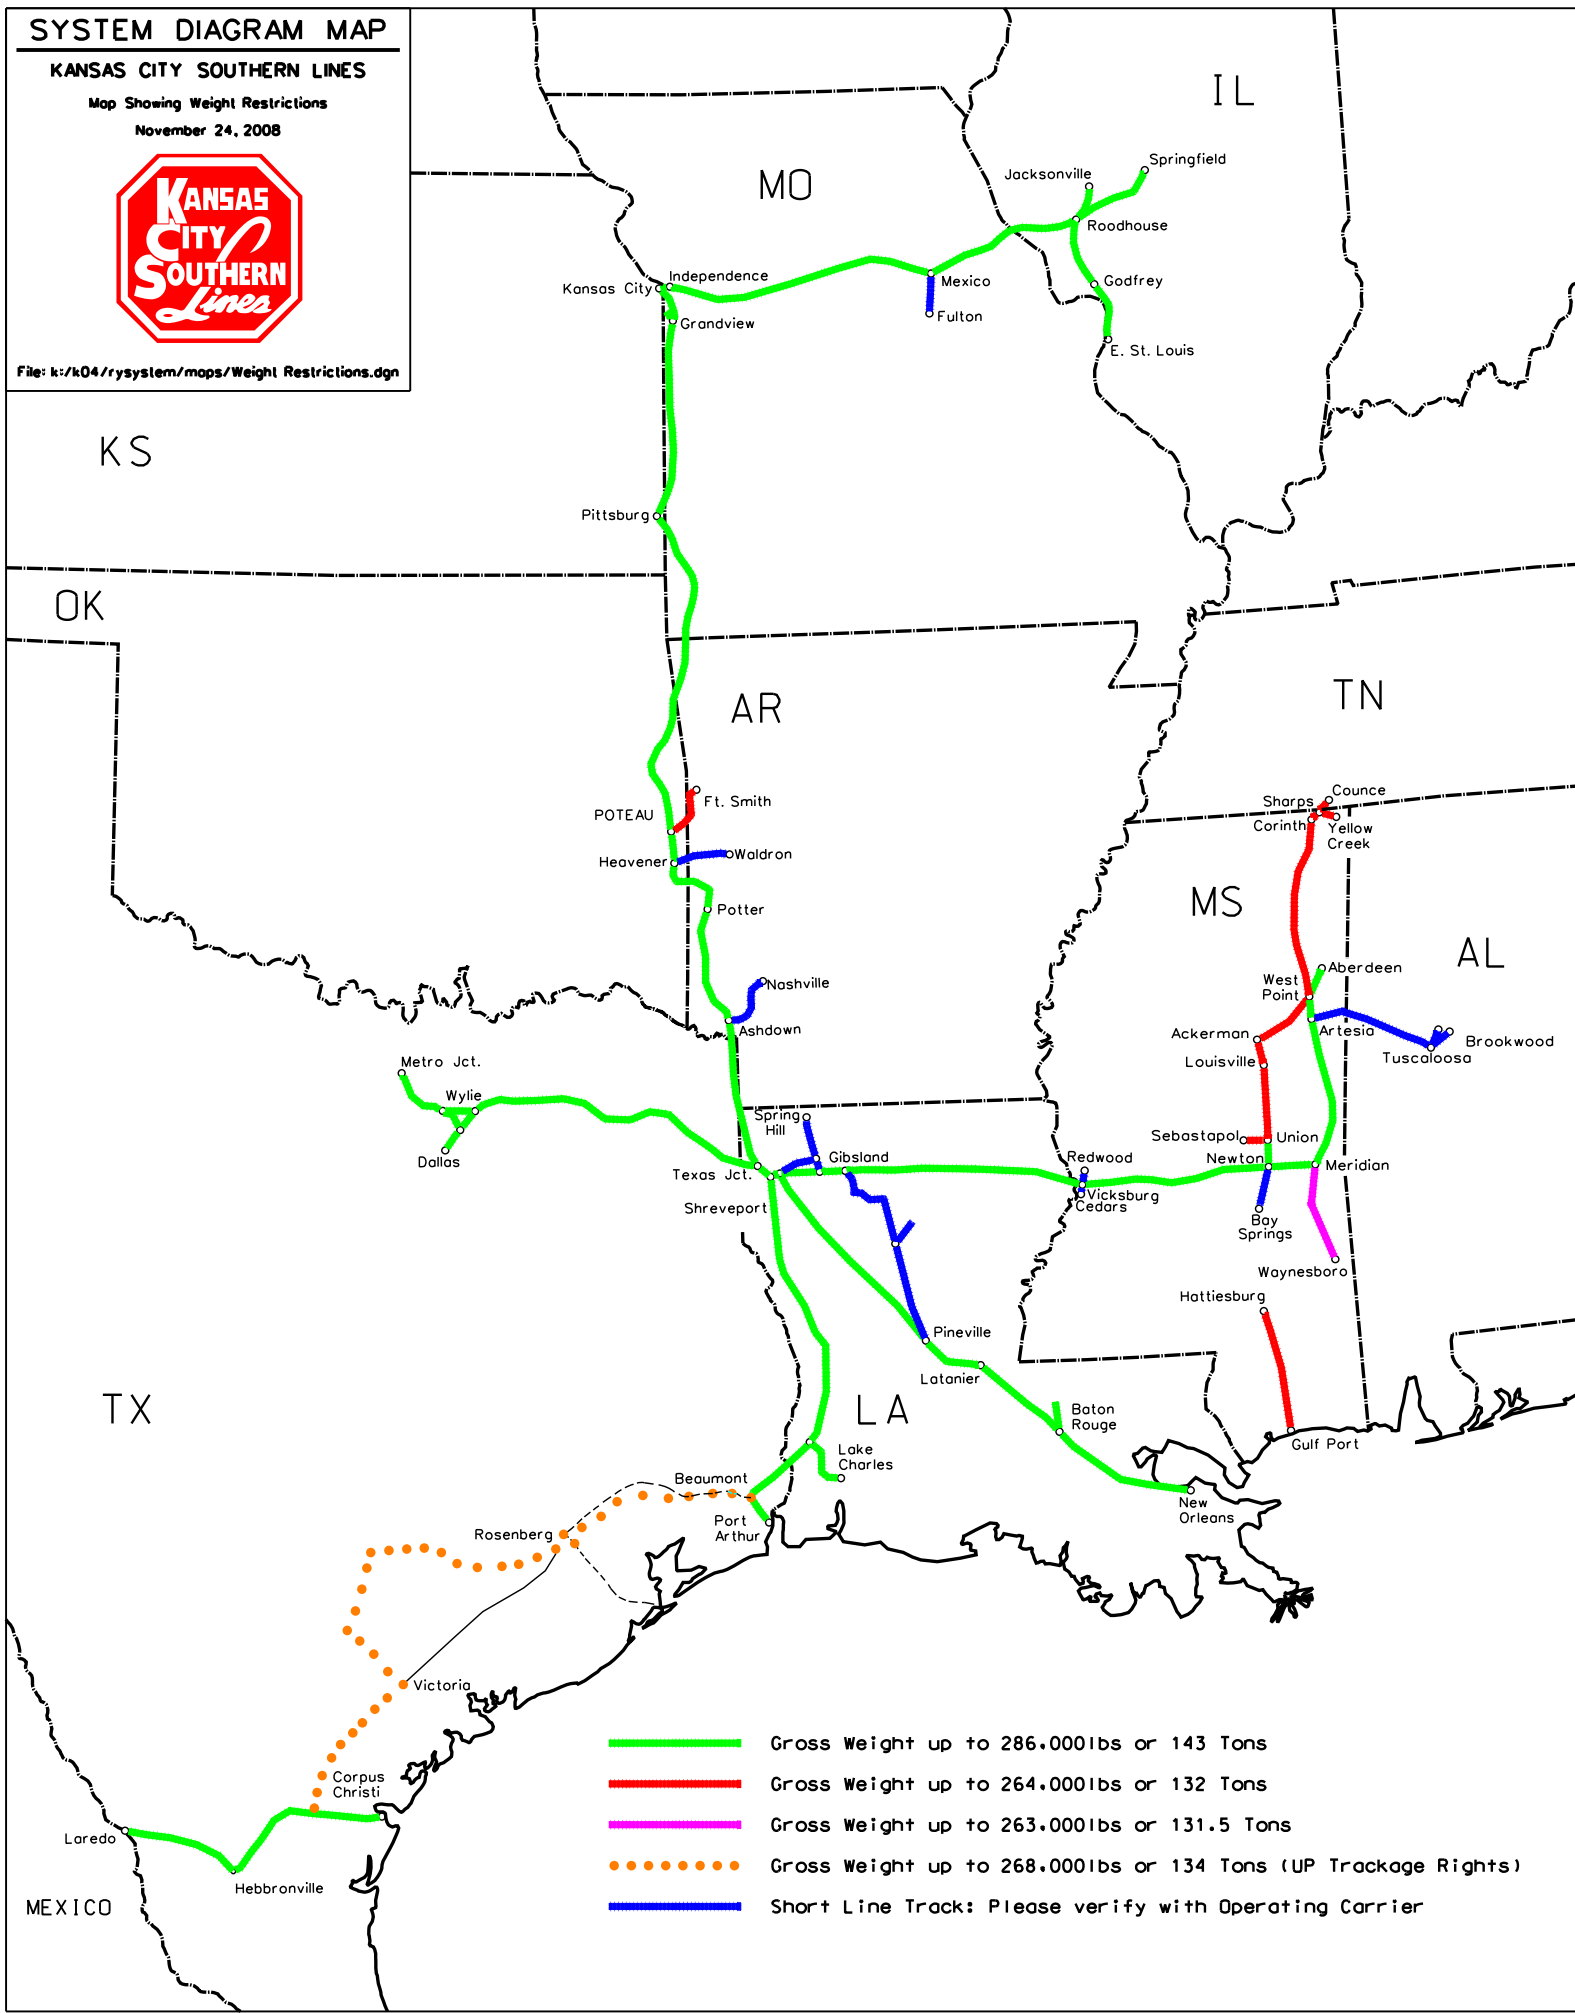 SYSTEM DIAGRAM MAP
KANSAS CITY SOUTHERN LINES
Map Showing Weight Restrictions
November 24, 2008
KANSAS
CITY
SOUTHERN
Lines
File: k:/k04/rysystem/maps/Weight Restrictions.dgn
IL
MO
Springfield
Jacksonville
Roodhouse
Independence
Kansas City
Mexico
Godfrey
Fulton
Grandview
E. St. Louis
KS
Pittsburg
OK
AR
TN
Ft. Smith
POTEAU
Counce
Sharps
Corinth
Yellow
Creek
Heavener
Waldron
MS
Potter
AL
Aberdeen
West
Point
Nashville
Ashdown
Ackerman
Artesia
Brookwood
Tuscaloosa
Metro Jct.
Louisville
Wylie
Spring
Hill
Sebastapol
Union
Dallas
Gibsland
Redwood
Newton
Meridian
Texas Jct.
Vicksburg
Cedars
Shreveport
Bay
Springs
Waynesboro
Hattiesburg
Pineville
Latanier
TX
LA
Baton
Rouge
Gulf Port
Lake
Charles
Beaumont
New
Orleans
Port
Arthur
Rosenberg
Victoria
Corpus
Christi
Laredo
Hebbronville
MEXICO
Gross Weight up to 286,000lbs or 143 Tons
Gross Weight up to 264,000lbs or 132 Tons
Gross Weight up to 263,000lbs or 131.5 Tons
Gross Weight up to 268,000lbs or 134 Tons (UP Trackage Rights)
Short Line Track: Please verify with Operating Carrier